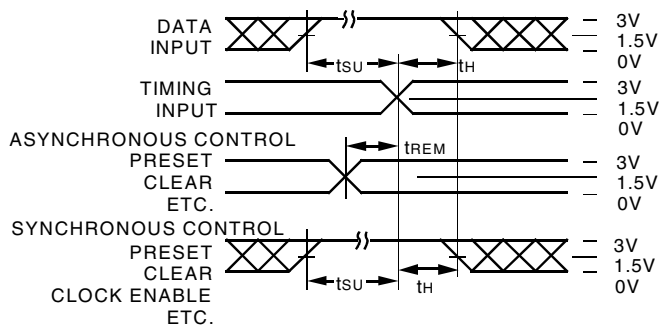 DATA
INPUT
tSU
tH
3V
1.5V
0V
TIMING
INPUT
3V
1.5V
0V
ASYNCHRONOUS CONTROL
PRESET
CLEAR
ETC.
tREM
3V
1.5V
0V
SYNCHRONOUS CONTROL
PRESET
CLEAR
CLOCK ENABLE
ETC.
tSU
tH
3V
1.5V
0V